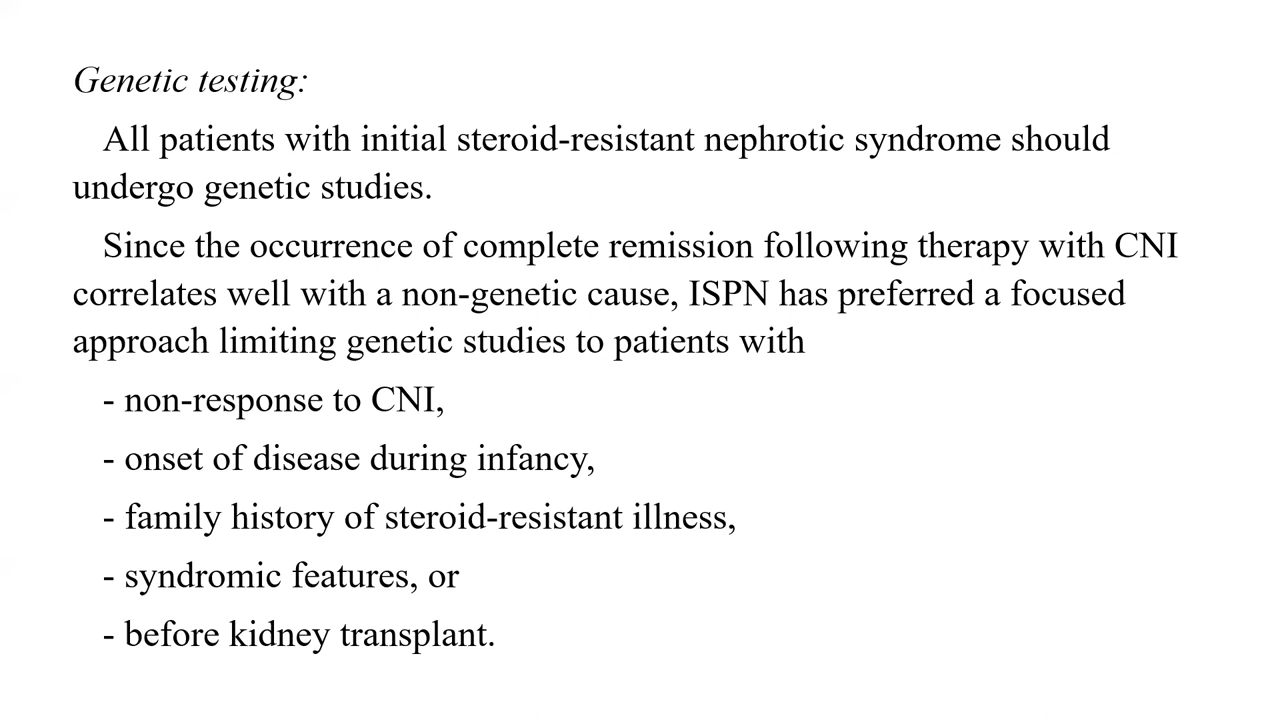 Genetic testing:
All patients with initial steroid-resistant nephrotic syndrome should
undergo genetic studies.
Since the occurrence of complete remission following therapy with CNI
correlates well with a non-genetic cause, ISPN has preferred a focused
approach limiting genetic studies to patients with
- non-response to CNI,
- onset of disease during infancy,
- family history of steroid-resistant illness,
- syndromic features, or
- before kidney transplant.